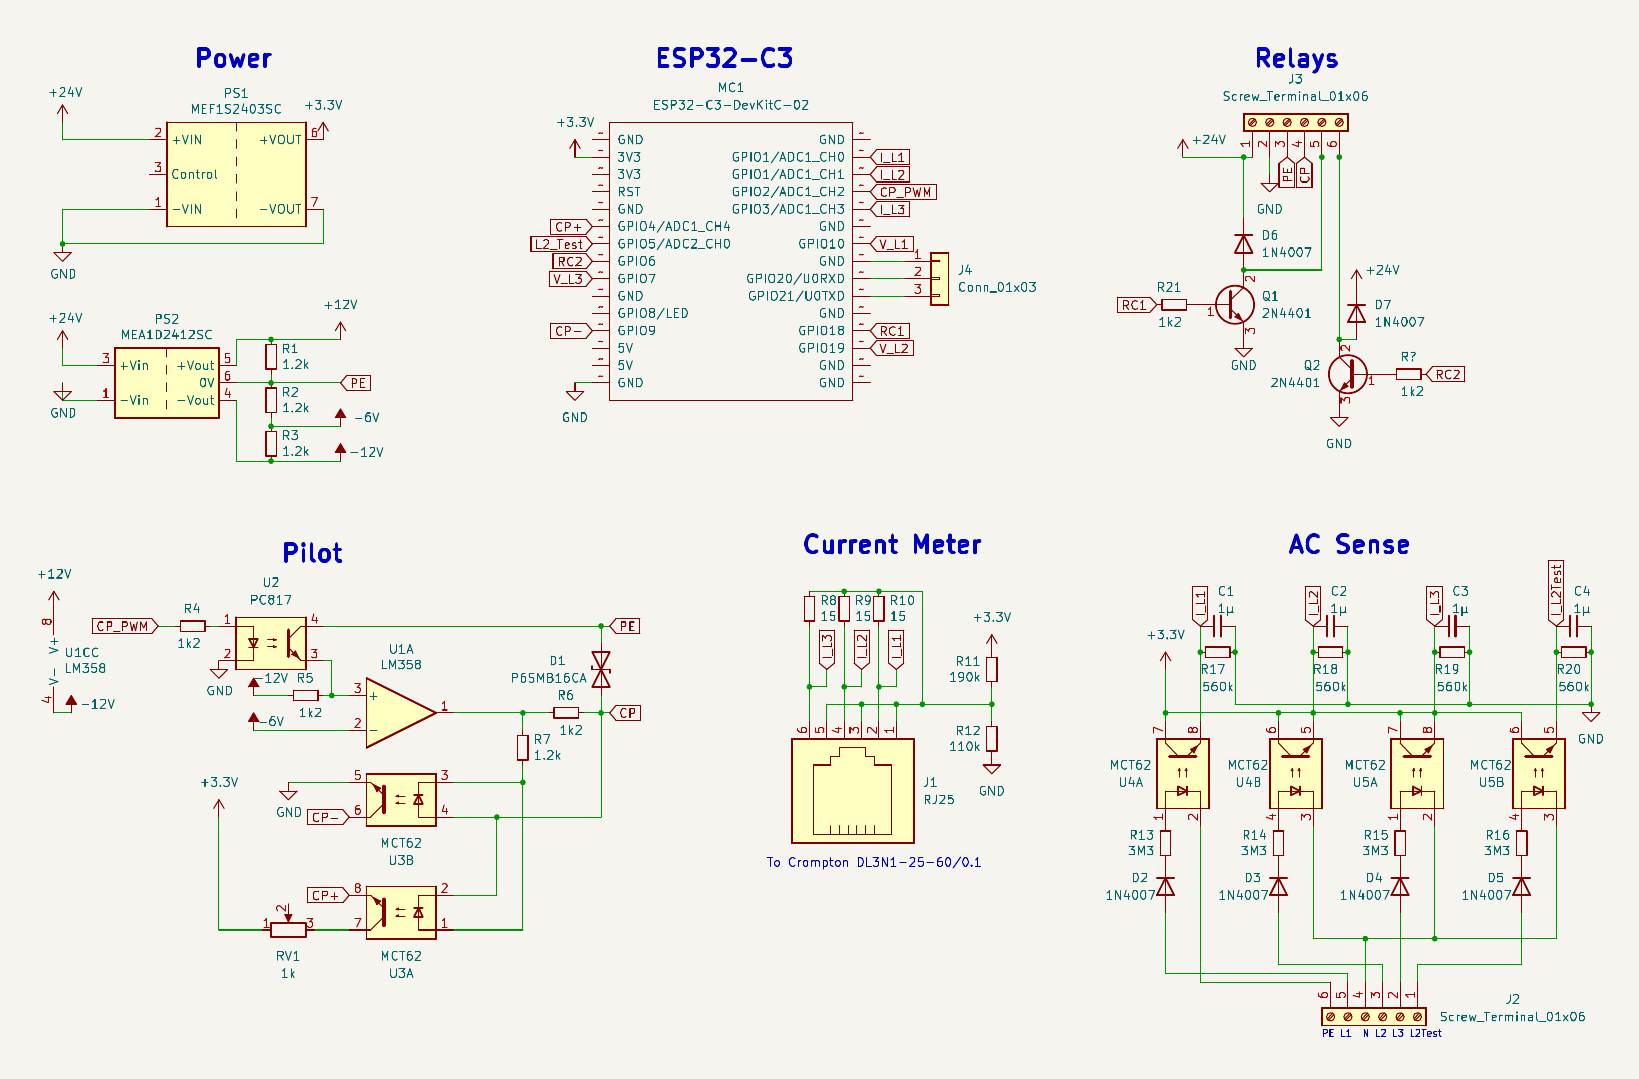 Power
PS1
MEF1S2403SC
+24V
+3.3V
2
+VIN
+VOUT
6
3
Control
1
-VIN
-VOUT
7
GND
PS2
MEA1D2412SC
+24V
+12V
3
+Vin
+Vout
5
0V
6
1
-Vin
-Vout
4
GND
R1
1.2k
PE
R2
1.2k
-6V
R3
1.2k
-12V
ESP32-C3
MC1
ESP32-C3-DevKitC-02
+3.3V
~ GND
~ 3V3
~ 3V3
~ RST
~ GND
CP+ ~ GPIO4/ADC1_CH4
L2_Test ~ GPIO5/ADC2_CH0
RC2 ~ GPIO6
V_L3 ~ GPIO7
~ GND
~ GPIO8/LED
CP- ~ GPIO9
~ 5V
~ 5V
~ GND
GND
GND ~
GPIO1/ADC1_CH0 ~ I_L1
GPIO1/ADC1_CH1 ~ I_L2
GPIO2/ADC1_CH2 ~ CP_PWM
GPIO3/ADC1_CH3 ~ I_L3
GND ~
GPIO10 ~ V_L1
GND ~ 1
GPIO20/U0RXD ~ 2
GPIO21/U0TXD ~ 3
GND ~
GPIO18 ~ RC1
GPIO19 ~ V_L2
GND ~
GND ~
J4
Conn_01x03
Relays
J3
Screw_Terminal_01x06
+24V
1 2 3 4 5 6
PE CP
GND
D6
1N4007
+24V
D7
1N4007
RC1
R21
1k2
1
2
3
Q1
2N4401
GND
Q2
2N4401
2
1
3
R?
1k2
RC2
GND
Pilot
+12V
8
V+
V-
4
U1CC
LM358
-12V
U2
PC817
CP_PWM
R4
1k2
1
2
4
3
GND
PE
-12V
R5
1k2
-6V
U1A
LM358
3
+
2
-
1
D1
P6SMB16CA
R6
1k2
CP
R7
1.2k
+3.3V
GND
5
6
3
4
CP-
MCT62
U3B
CP+
8
7
2
1
MCT62
U3A
1
2
3
RV1
1k
Current Meter
R8
15
R9
15
R10
15
I_L3
I_L2
I_L1
+3.3V
R11
190k
R12
110k
GND
6 5 4 3 2 1
J1
RJ25
To Crompton DL3N1-25-60/0.1
AC Sense
I_L1
C1
1µ
I_L2
C2
1µ
I_L3
C3
1µ
I_L2Test
C4
1µ
+3.3V
R17
560k
R18
560k
R19
560k
R20
560k
GND
7 8
6 5
7 8
6 5
MCT62
U4A
MCT62
U4B
MCT62
U5A
MCT62
U5B
1 2
4 3
1 2
4 3
R13
3M3
R14
3M3
R15
3M3
R16
3M3
D2
1N4007
D3
1N4007
D4
1N4007
D5
1N4007
6 5 4 3 2 1
J2
Screw_Terminal_01x06
PE L1 N L2 L3 L2Test